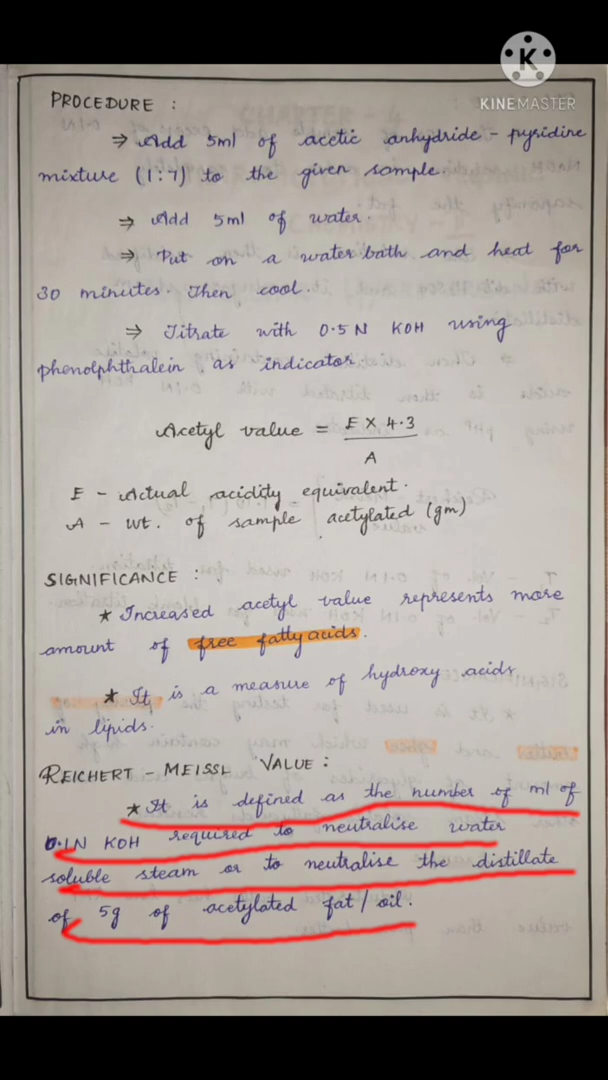 KINEMASTER
PROCEDURE :
⇒ Add 5ml of acetic anhydride - pysidine
mixture (1:7) to the given sample.
⇒ Add 5ml of water.
⇒ Put on a water bath and heat for
30 minutes. Then cool.
⇒ Titrate with 0.5 N KOH using
phenolphthalein as indicator.
Acetyl value = E × 4.3
A
E - Actual acidity equivalent.
A - wt. of sample acetylated (gm)
SIGNIFICANCE :
* Increased acetyl value represents more
amount of free fatty acids.
* It is a measure of hydroxy acids
in lipids.
REICHERT - MEISSL VALUE :
* It is defined as the number of ml of
0.1N KOH required to neutralise water
soluble steam or to neutralise the distillate
of 5g of acetylated fat / oil.